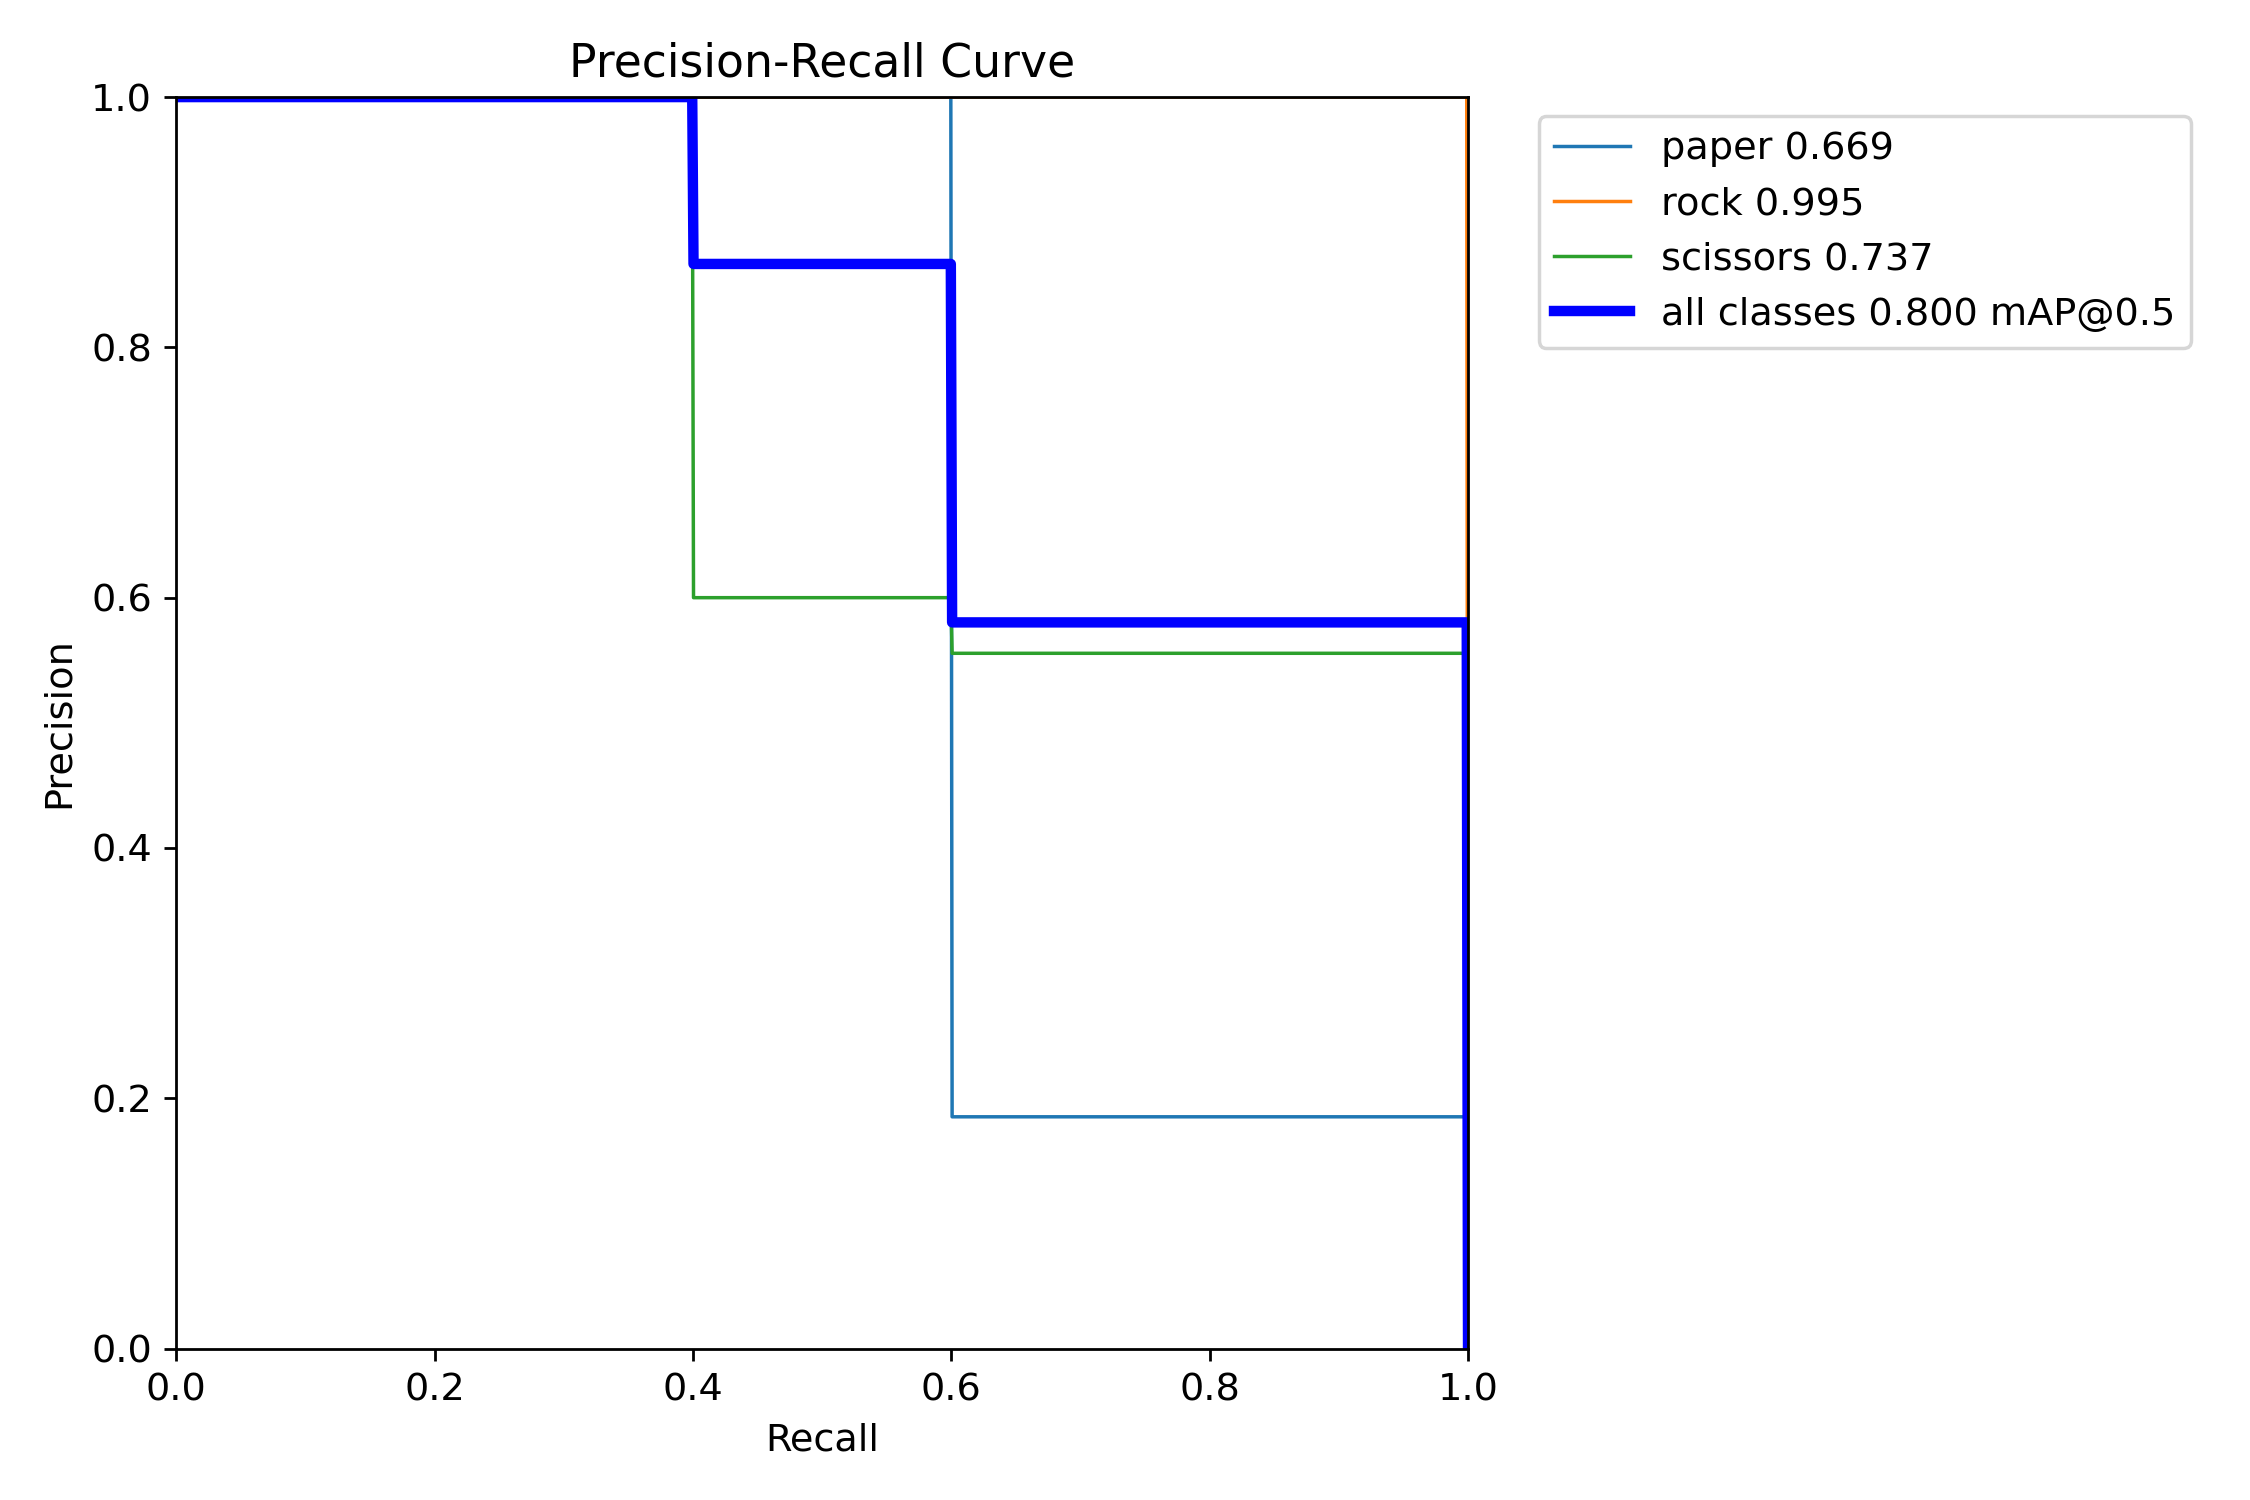 Precision-Recall Curve
1.0
0.8
0.6
0.4
0.2
0.0
Precision
0.0 0.2 0.4 0.6 0.8 1.0
Recall
paper 0.669
rock 0.995
scissors 0.737
all classes 0.800 mAP@0.5